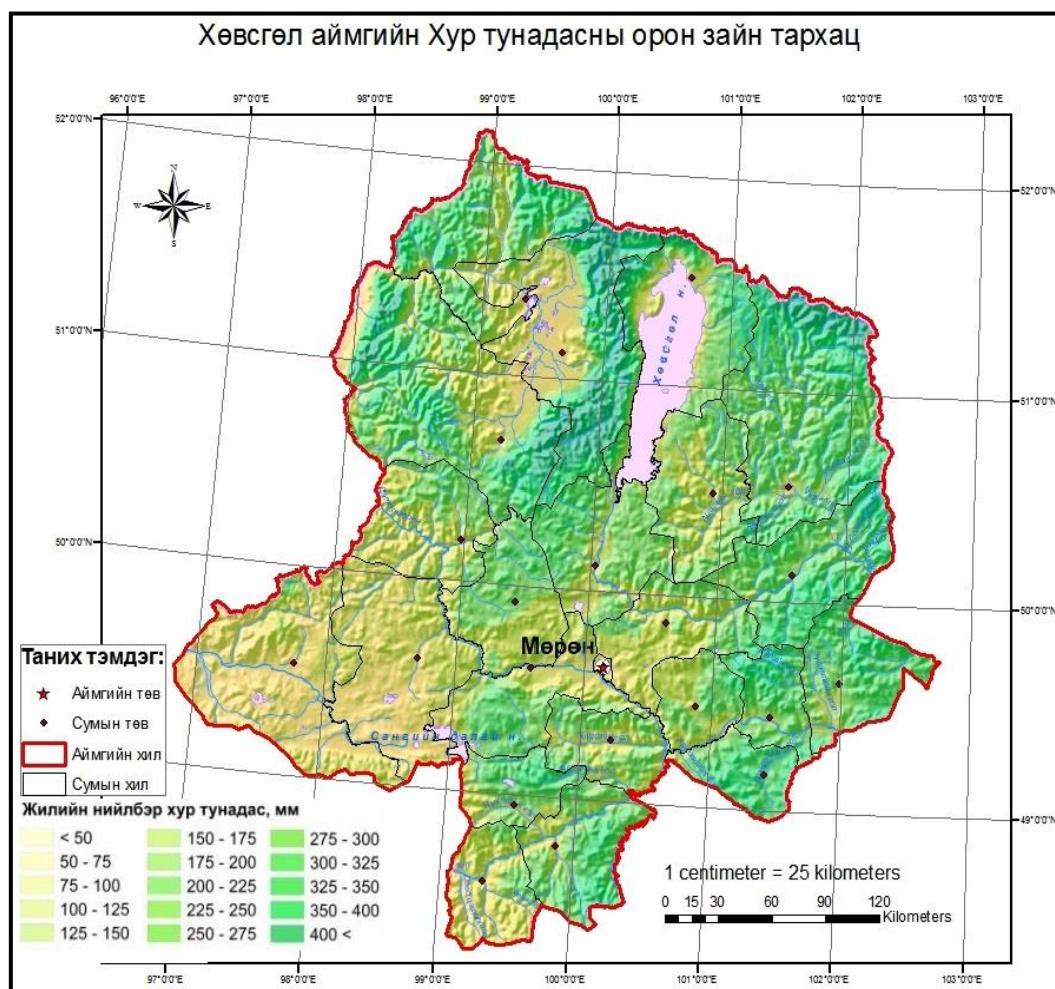 Хөвсгөл аймгийн Хур тунадасны орон зайн тархац
96°0'0"E 97°0'0"E 98°0'0"E 99°0'0"E 100°0'0"E 101°0'0"E 102°0'0"E 103°0'0"E
52°0'0"N
52°0'0"N
N
W E
S
Хөвсгөл н.
51°0'0"N
51°0'0"N
50°0'0"N
50°0'0"N
Мөрөн
Сангийн далай н.
49°0'0"N
Таних тэмдэг:
Аймгийн төв
Сумын төв
Аймгийн хил
Сумын хил
Жилийн нийлбэр хур тунадас, мм
< 50 150 - 175 275 - 300
50 - 75 175 - 200 300 - 325
75 - 100 200 - 225 325 - 350
100 - 125 225 - 250 350 - 400
125 - 150 250 - 275 400 <
1 centimeter = 25 kilometers
0 15 30 60 90 120
Kilometers
97°0'0"E 98°0'0"E 99°0'0"E 100°0'0"E 101°0'0"E 102°0'0"E 103°0'0"E